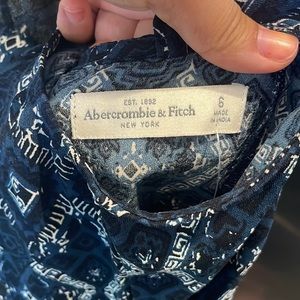 EST. 1892
Abercrombie & Fitch
NEW YORK
6
MADE
IN INDIA